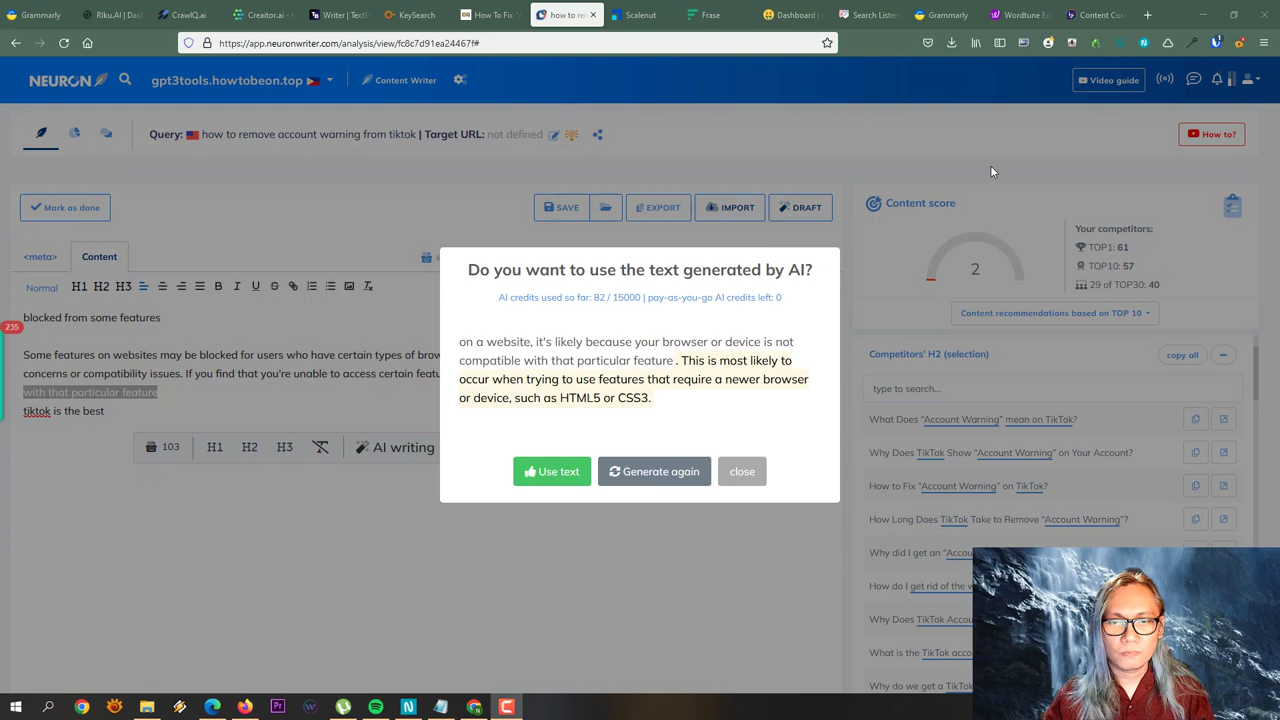 Grammarly
Riku.AI | Das
CrawlQ.ai
Creaitor.ai -
Writer | TextB
KeySearch
How To Fix "A
how to re
Scalenut
Frase
Dashboard |
Search Listen
Grammarly
Wordtune Ed
Content Curr
https://app.neuronwriter.com/analysis/view/fc8c7d91ea24467f#
NEURON
gpt3tools.howtobeon.top
Content Writer
Video guide
Query: how to remove account warning from tiktok | Target URL: not defined
How to?
Mark as done
SAVE
EXPORT
IMPORT
DRAFT
Content score
<meta>
Content
Your competitors:
TOP1: 61
TOP10: 57
29 of TOP30: 40
2
Normal
H1 H2 H3
B I U S
Content recommendations based on TOP 10
blocked from some features
235
Some features on websites may be blocked for users who have certain types of brow
concerns or compatibility issues. If you find that you're unable to access certain featu
with that particular feature
tiktok is the best
103
H1
H2
H3
AI writing
Do you want to use the text generated by AI?
AI credits used so far: 82 / 15000 | pay-as-you-go AI credits left: 0
on a website, it's likely because your browser or device is not
compatible with that particular feature . This is most likely to
occur when trying to use features that require a newer browser
or device, such as HTML5 or CSS3.
Use text
Generate again
close
Competitors' H2 (selection)
copy all
type to search...
What Does "Account Warning" mean on TikTok?
Why Does TikTok Show "Account Warning" on Your Account?
How to Fix "Account Warning" on TikTok?
How Long Does TikTok Take to Remove "Account Warning"?
Why did I get an "Accou
How do I get rid of the w
Why Does TikTok Accou
What is the TikTok acco
Why do we get a TikTok